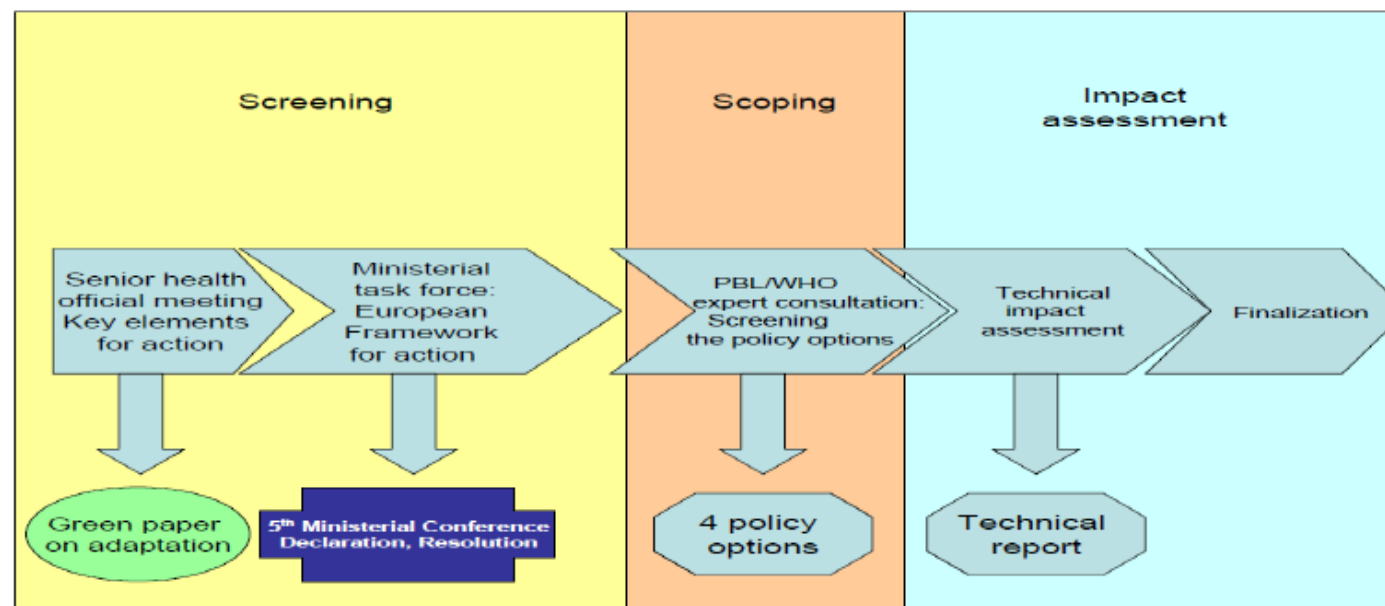 Screening
Scoping
Impact
assessment
Senior health
official meeting
Key elements
for action
Ministerial
task force:
European
Framework
for action
PBL/WHO
expert consultation:
Screening
the policy options
Technical
impact
assessment
Finalization
Green paper
on adaptation
5th Ministerial Conference
Declaration, Resolution
4 policy
options
Technical
report